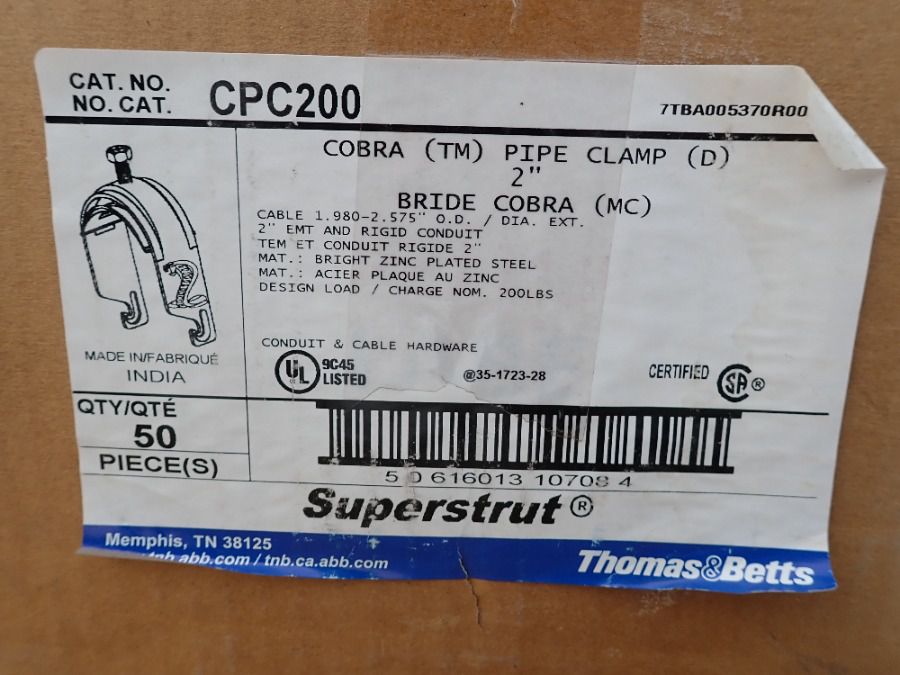 CAT. NO.
NO. CAT.
CPC200
7TBA005370R00
COBRA (TM) PIPE CLAMP (D)
2"
BRIDE COBRA (MC)
CABLE 1.980-2.575" O.D. / DIA. EXT.
2" EMT AND RIGID CONDUIT
TEM ET CONDUIT RIGIDE 2"
MAT.: BRIGHT ZINC PLATED STEEL
MAT.: ACIER PLAQUE AU ZINC
DESIGN LOAD / CHARGE NOM. 200LBS
MADE IN/FABRIQUÉ
INDIA
CONDUIT & CABLE HARDWARE
UL 9C45
LISTED
@35-1723-28
CERTIFIED SA ®
QTY/QTÉ
50
PIECE(S)
5 0 616013 10708 4
Superstrut ®
Memphis, TN 38125
tnb.abb.com / tnb.ca.abb.com
Thomas&Betts